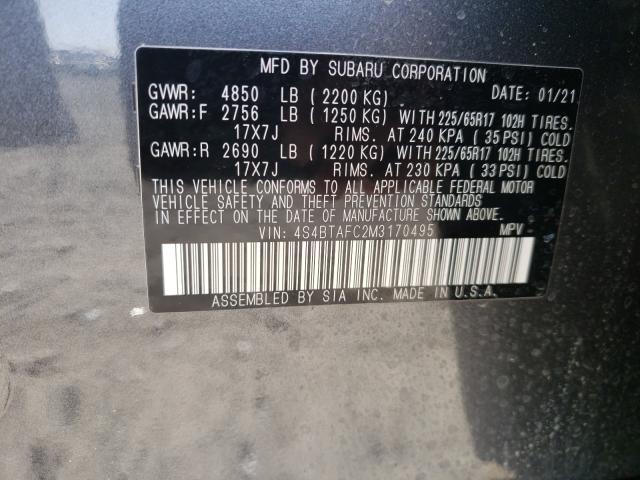 MFD BY SUBARU CORPORATION
GVWR: 4850 LB ( 2200 KG) DATE: 01/21
GAWR:F 2756 LB ( 1250 KG) WITH 225/65R17 102H TIRES.
17X7J RIMS. AT 240 KPA ( 35 PSI) COLD
GAWR:R 2690 LB ( 1220 KG) WITH 225/65R17 102H TIRES.
17X7J RIMS. AT 230 KPA ( 33 PSI) COLD
THIS VEHICLE CONFORMS TO ALL APPLICABLE FEDERAL MOTOR
VEHICLE SAFETY AND THEFT PREVENTION STANDARDS
IN EFFECT ON THE DATE OF MANUFACTURE SHOWN ABOVE.
VIN: 4S4BTAFC2M3170495 MPV
ASSEMBLED BY SIA INC. MADE IN U.S.A.